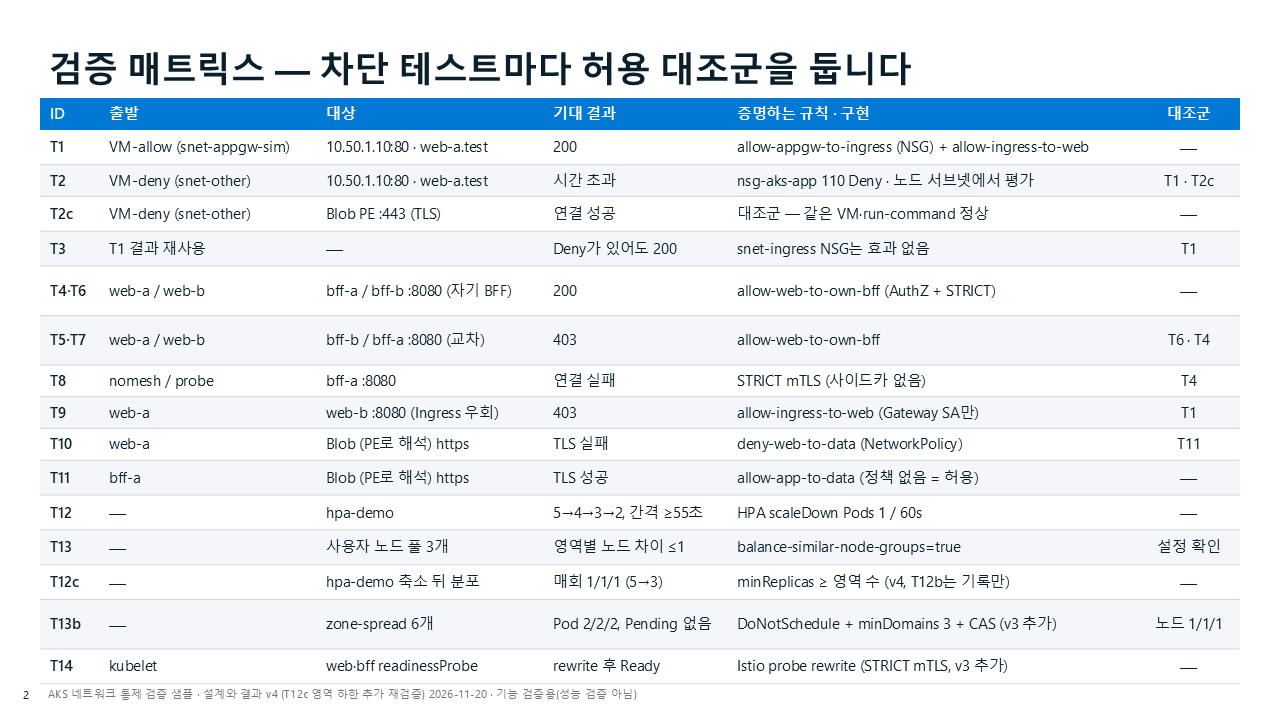 검증 매트릭스 — 차단 테스트마다 허용 대조군을 둡니다
ID 출발 대상 기대 결과 증명하는 규칙 · 구현 대조군
T1 VM-allow (snet-appgw-sim) 10.50.1.10:80 · web-a.test 200 allow-appgw-to-ingress (NSG) + allow-ingress-to-web —
T2 VM-deny (snet-other) 10.50.1.10:80 · web-a.test 시간 초과 nsg-aks-app 110 Deny · 노드 서브넷에서 평가 T1 · T2c
T2c VM-deny (snet-other) Blob PE :443 (TLS) 연결 성공 대조군 — 같은 VM·run-command 정상 —
T3 T1 결과 재사용 — Deny가 있어도 200 snet-ingress NSG는 효과 없음 T1
T4·T6 web-a / web-b bff-a / bff-b :8080 (자기 BFF) 200 allow-web-to-own-bff (AuthZ + STRICT) —
T5·T7 web-a / web-b bff-b / bff-a :8080 (교차) 403 allow-web-to-own-bff T6 · T4
T8 nomesh / probe bff-a :8080 연결 실패 STRICT mTLS (사이드카 없음) T4
T9 web-a web-b :8080 (Ingress 우회) 403 allow-ingress-to-web (Gateway SA만) T1
T10 web-a Blob (PE로 해석) https TLS 실패 deny-web-to-data (NetworkPolicy) T11
T11 bff-a Blob (PE로 해석) https TLS 성공 allow-app-to-data (정책 없음 = 허용) —
T12 — hpa-demo 5→4→3→2, 간격 ≥55초 HPA scaleDown Pods 1 / 60s —
T13 — 사용자 노드 풀 3개 영역별 노드 차이 ≤1 balance-similar-node-groups=true 설정 확인
T12c — hpa-demo 축소 뒤 분포 매회 1/1/1 (5→3) minReplicas ≥ 영역 수 (v4, T12b는 기록만) —
T13b — zone-spread 6개 Pod 2/2/2, Pending 없음 DoNotSchedule + minDomains 3 + CAS (v3 추가) 노드 1/1/1
T14 kubelet web·bff readinessProbe rewrite 후 Ready Istio probe rewrite (STRICT mTLS, v3 추가) —
2 AKS 네트워크 통제 검증 샘플 · 설계와 결과 v4 (T12c 영역 하한 추가 재검증) 2026-11-20 · 기능 검증용(성능 검증 아님)